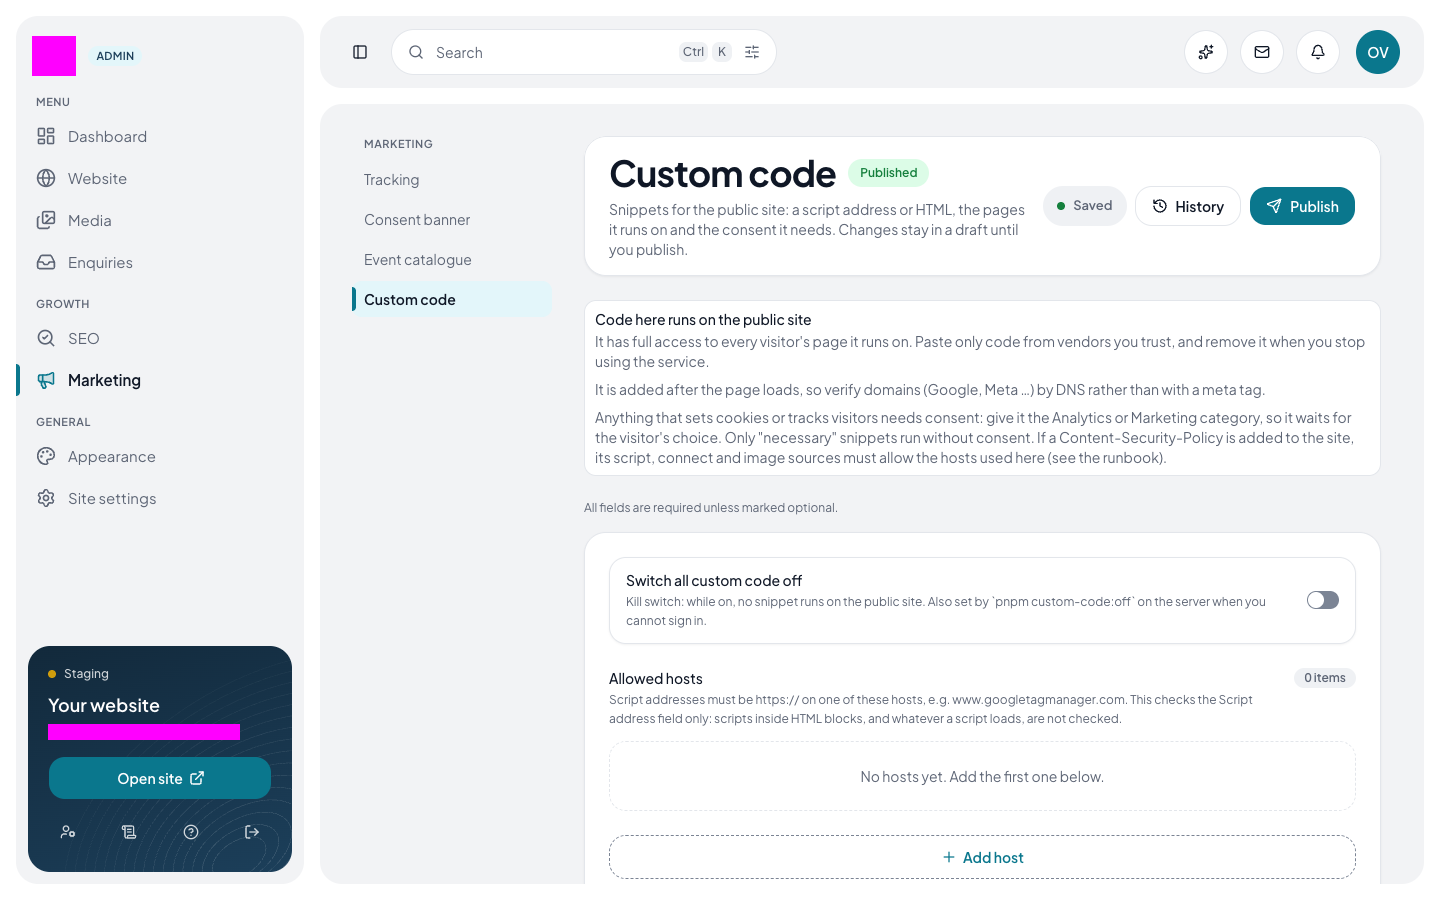 ADMIN
MENU
Dashboard
Website
Media
Enquiries
GROWTH
SEO
Marketing
GENERAL
Appearance
Site settings
Staging
Your website
Open site
Search
Ctrl K
OV
MARKETING
Tracking
Consent banner
Event catalogue
Custom code
Custom code
Published
Snippets for the public site: a script address or HTML, the pages
it runs on and the consent it needs. Changes stay in a draft until
you publish.
Saved
History
Publish
Code here runs on the public site
It has full access to every visitor's page it runs on. Paste only code from vendors you trust, and remove it when you stop
using the service.
It is added after the page loads, so verify domains (Google, Meta …) by DNS rather than with a meta tag.
Anything that sets cookies or tracks visitors needs consent: give it the Analytics or Marketing category, so it waits for
the visitor's choice. Only "necessary" snippets run without consent. If a Content-Security-Policy is added to the site,
its script, connect and image sources must allow the hosts used here (see the runbook).
All fields are required unless marked optional.
Switch all custom code off
Kill switch: while on, no snippet runs on the public site. Also set by `pnpm custom-code:off` on the server when you
cannot sign in.
Allowed hosts
0 items
Script addresses must be https:// on one of these hosts, e.g. www.googletagmanager.com. This checks the Script
address field only: scripts inside HTML blocks, and whatever a script loads, are not checked.
No hosts yet. Add the first one below.
Add host